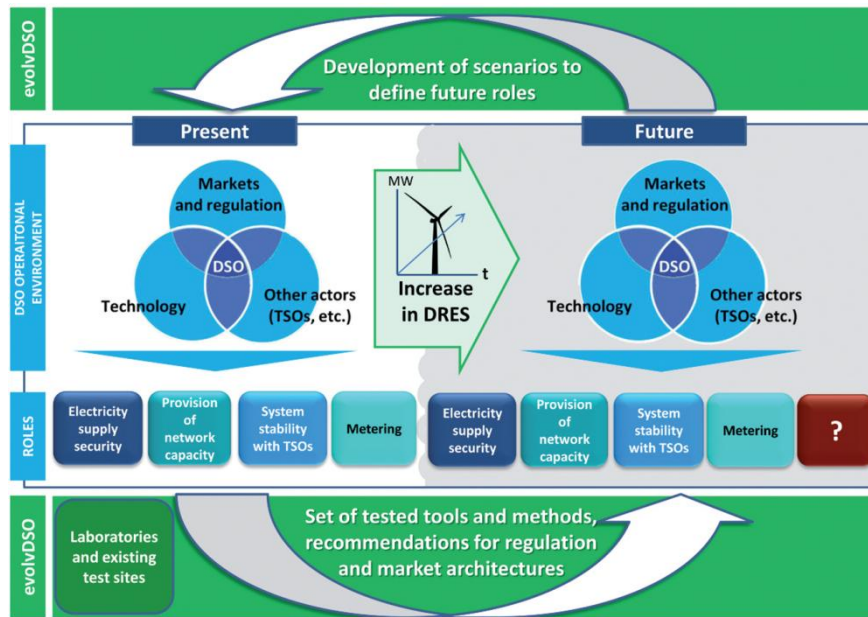 evolvDSO
Development of scenarios to
define future roles
Present
Future
DSO OPERAITONAL
ENVIRONMENT
Markets
and regulation
DSO
Technology
Other actors
(TSOs, etc.)
MW
t
Increase
in DRES
Markets
and regulation
DSO
Technology
Other actors
(TSOs, etc.)
ROLES
Electricity
supply
security
Provision
of
network
capacity
System
stability
with TSOs
Metering
Electricity
supply
security
Provision
of
network
capacity
System
stability
with TSOs
Metering
?
evolvDSO
Laboratories
and existing
test sites
Set of tested tools and methods,
recommendations for regulation
and market architectures